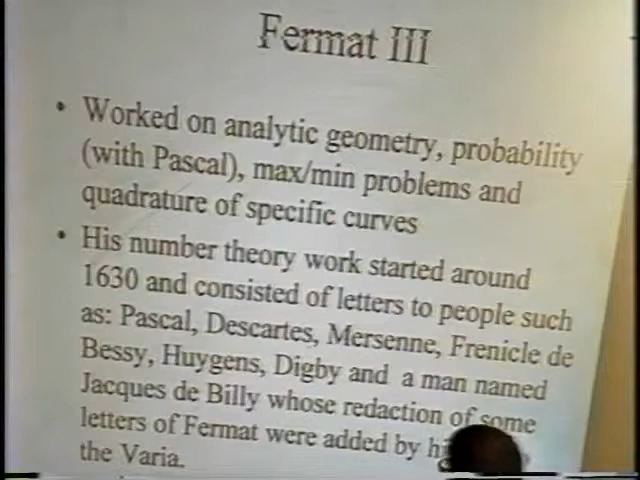 Fermat III
• Worked on analytic geometry, probability
(with Pascal), max/min problems and
quadrature of specific curves
• His number theory work started around
1630 and consisted of letters to people such
as: Pascal, Descartes, Mersenne, Frenicle de
Bessy, Huygens, Digby and a man named
Jacques de Billy whose redaction of some
letters of Fermat were added by
the Varia.